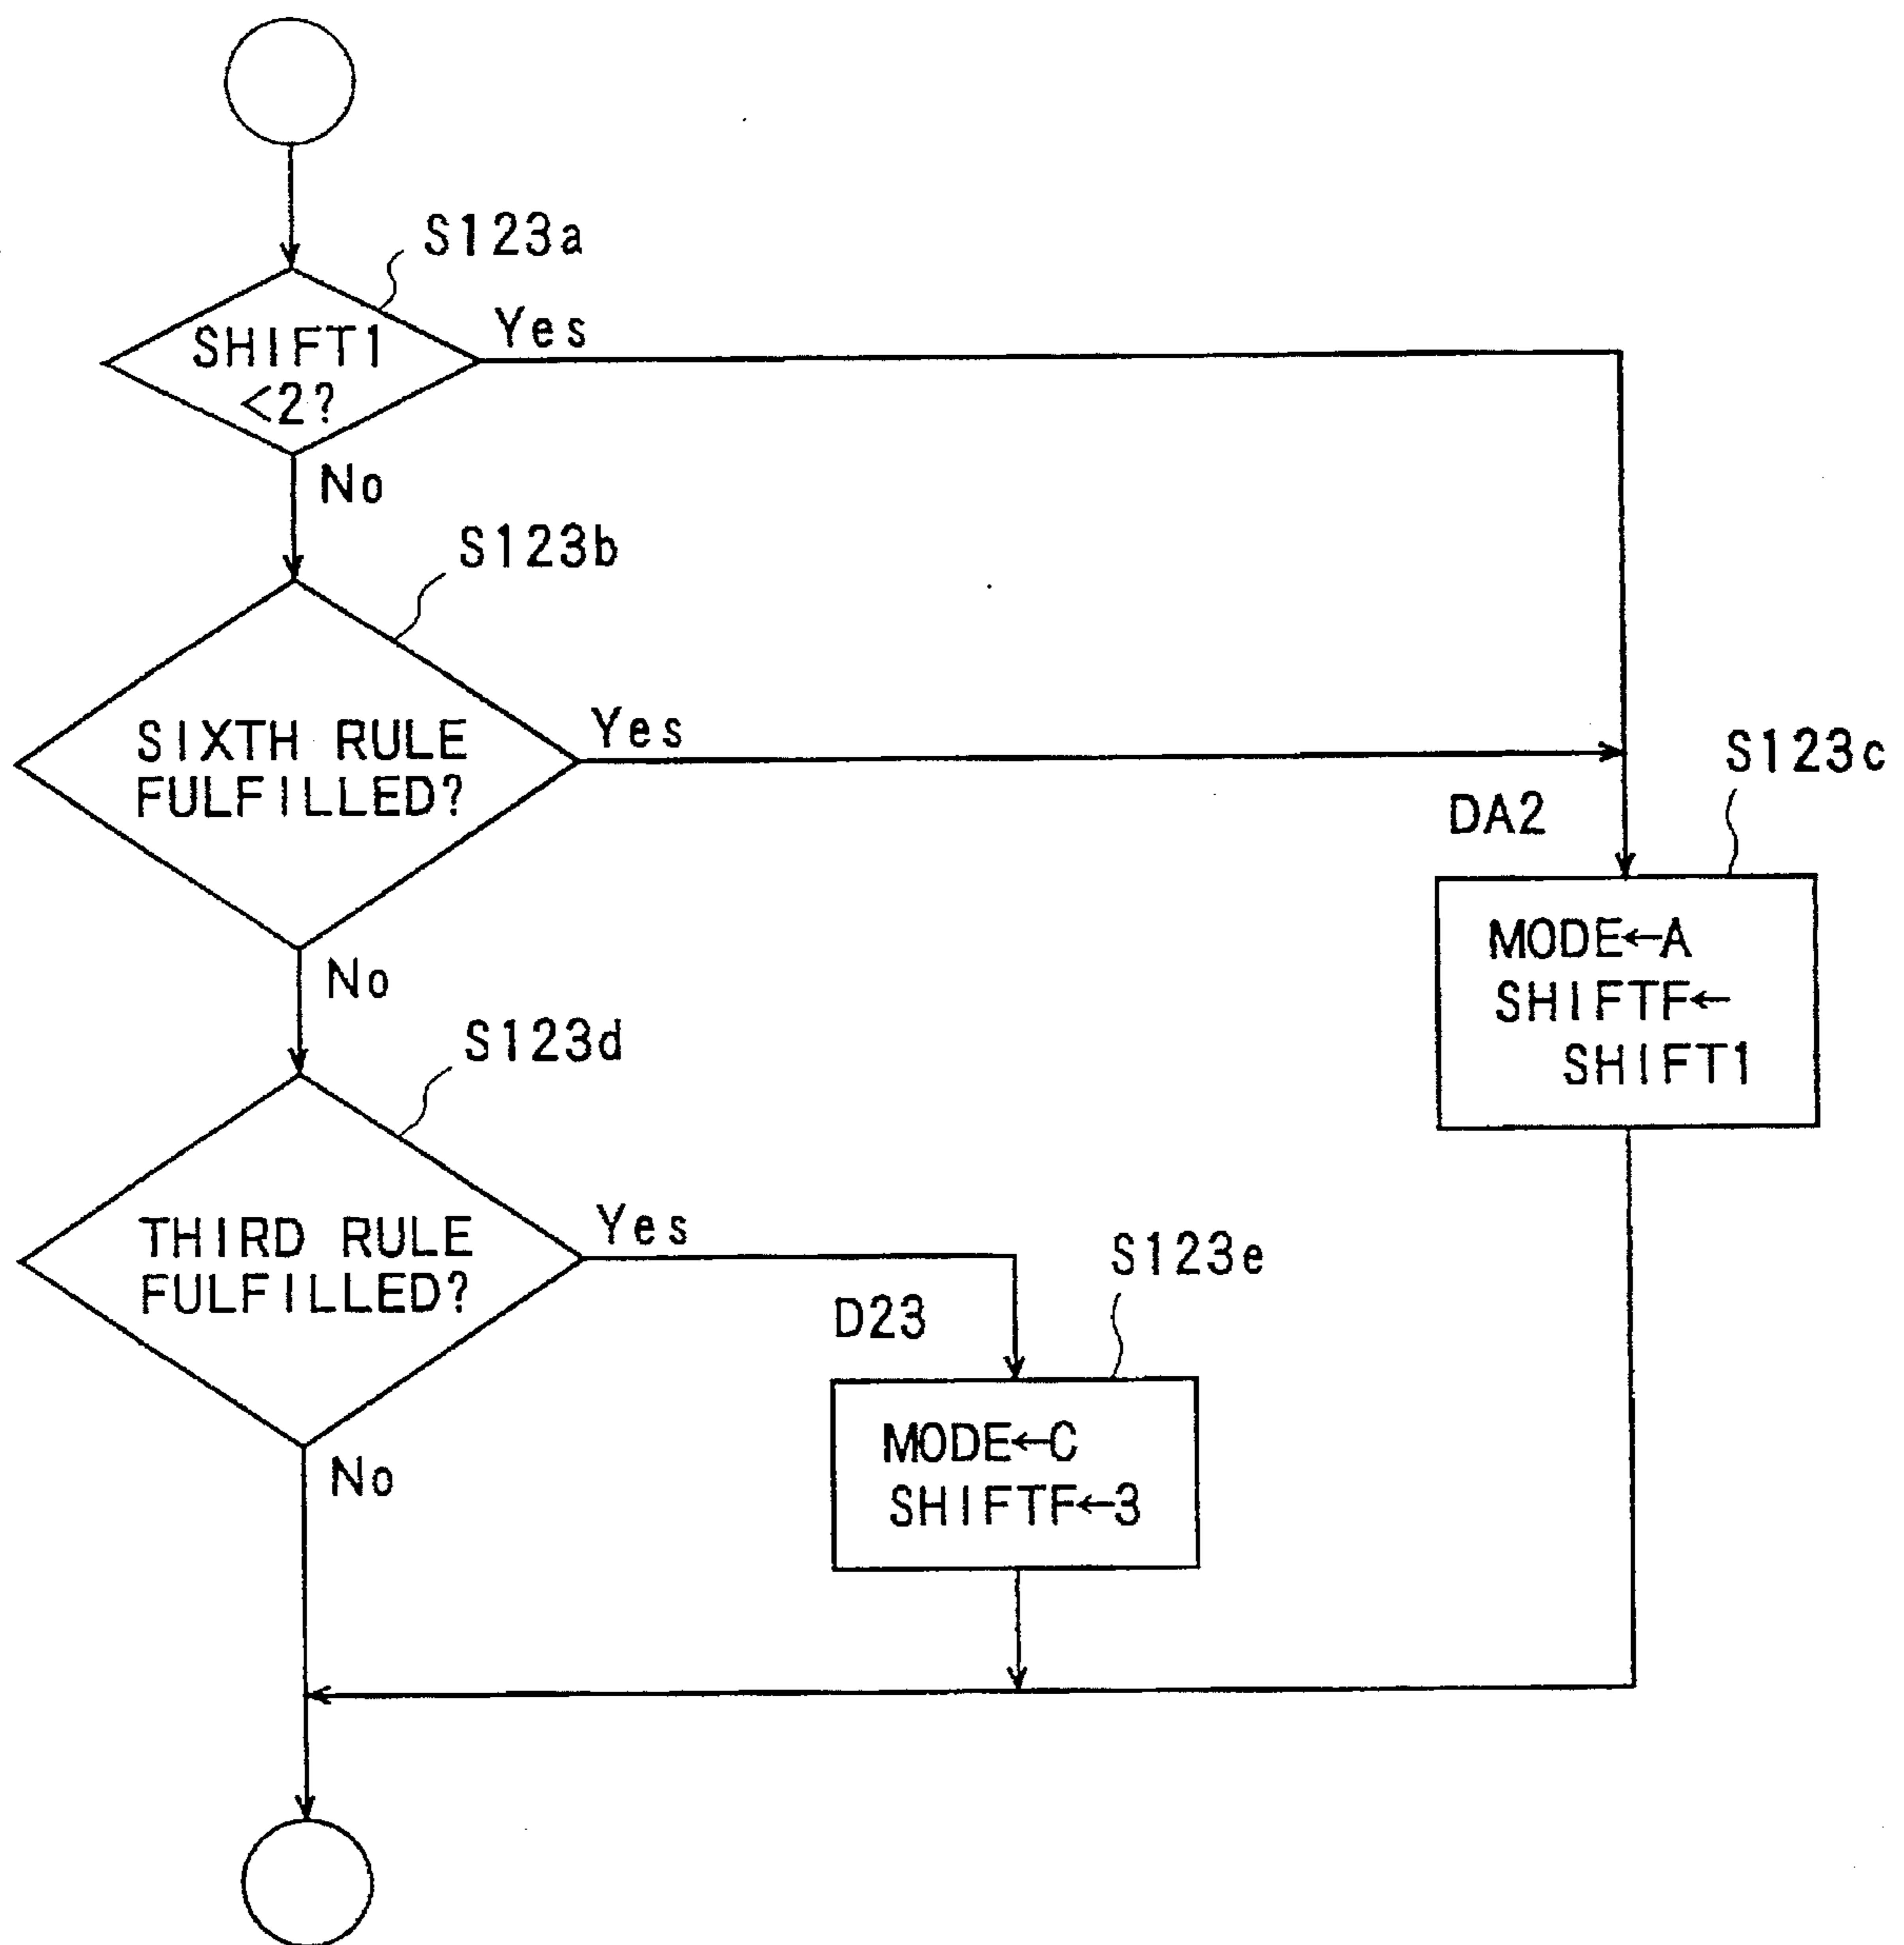 S123a
SHIFT1
<2?
Yes
No
S123b
SIXTH RULE
FULFILLED?
Yes
No
S123c
DA2
MODE←A
SHIFTF←
SHIFT1
S123d
THIRD RULE
FULFILLED?
Yes
No
S123e
D23
MODE←C
SHIFTF←3